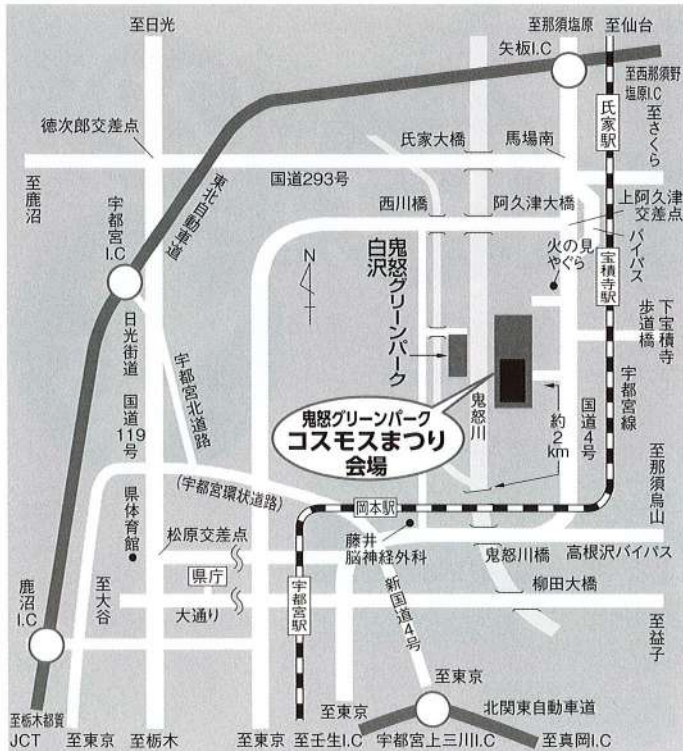 至日光
至那須塩原
至仙台
矢板I.C
至西那須野
塩原I.C
氏家駅
至さくら
徳次郎交差点
氏家大橋
馬場南
至鹿沼
国道293号
東北自動車道
宇都宮
I.C
西川橋
阿久津大橋
上阿久津
交差点
バイパス
火の見
やぐら
宝積寺駅
N
鬼怒グリーンパーク
白沢
下宝積寺
歩道橋
日光街道
国道
119
号
宇都宮北道路
鬼怒川
約2km
国道4号
宇都宮線
鬼怒グリーンパーク
コスモスまつり
会場
至那須烏山
(宇都宮環状道路)
岡本駅
県体育館
松原交差点
藤井
脳神経外科
鬼怒川橋
高根沢バイパス
県庁
大通り
至大谷
鹿沼
I.C
宇都宮駅
新国道4号
柳田大橋
至益子
至東京
至東京
北関東自動車道
至栃木都賀
JCT
至東京
至栃木
至東京
至壬生I.C
宇都宮上三川I.C
至真岡I.C